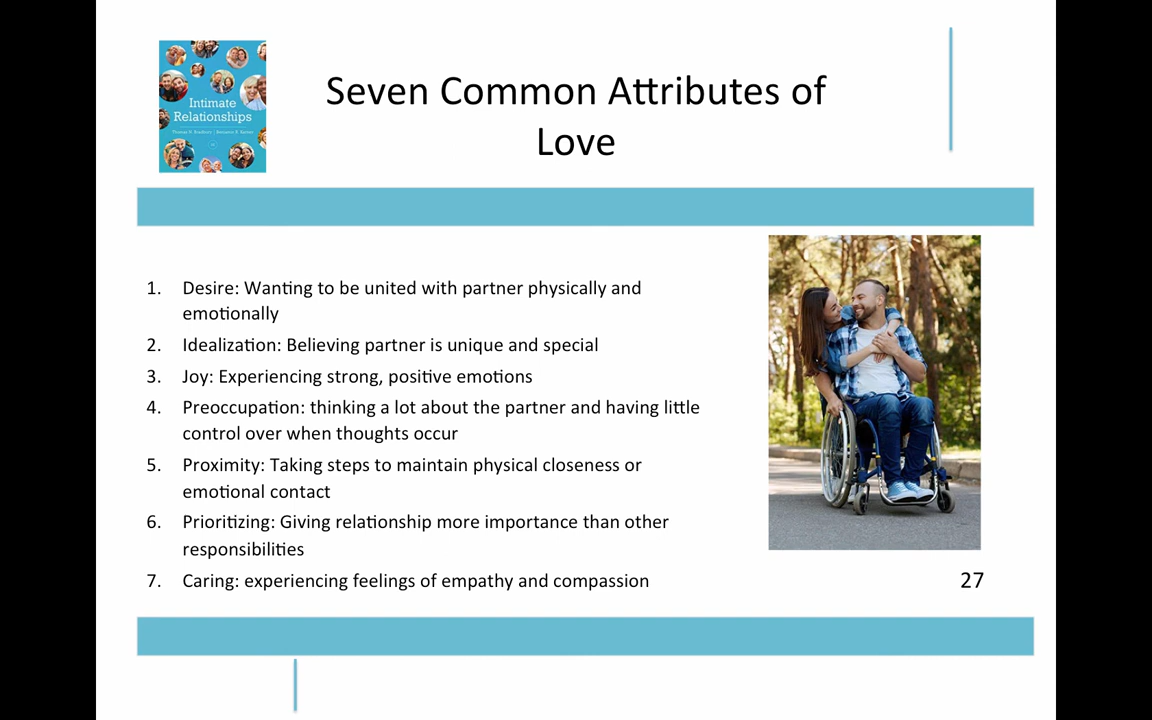 Intimate
Relationships
Thomas N. Bradbury | Benjamin R. Karney
Seven Common Attributes of
Love
1. Desire: Wanting to be united with partner physically and
emotionally
2. Idealization: Believing partner is unique and special
3. Joy: Experiencing strong, positive emotions
4. Preoccupation: thinking a lot about the partner and having little
control over when thoughts occur
5. Proximity: Taking steps to maintain physical closeness or
emotional contact
6. Prioritizing: Giving relationship more importance than other
responsibilities
7. Caring: experiencing feelings of empathy and compassion
27